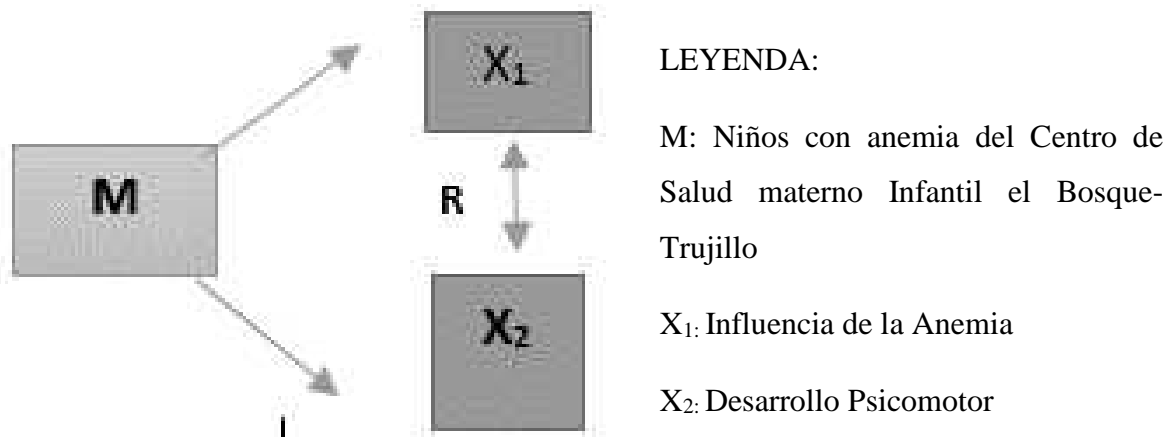 X₁
M
R
X₂
LEYENDA:
M: Niños con anemia del Centro de
Salud materno Infantil el Bosque-
Trujillo
X₁: Influencia de la Anemia
X₂: Desarrollo Psicomotor